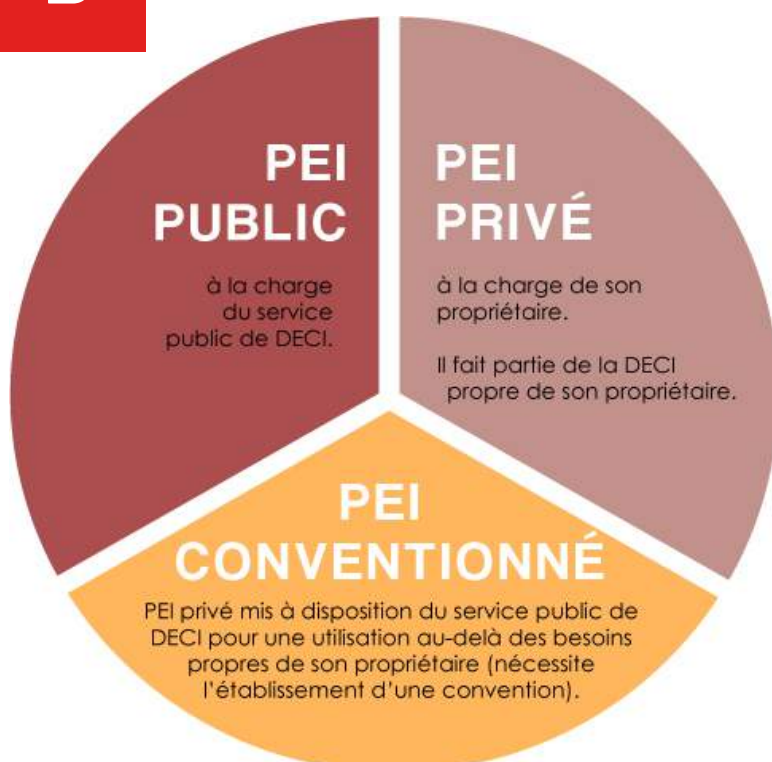 PEI
PUBLIC
à la charge
du service
public de DECI.
PEI
PRIVÉ
à la charge de son
propriétaire.
Il fait partie de la DECI
propre de son propriétaire.
PEI
CONVENTIONNÉ
PEI privé mis à disposition du service public de
DECI pour une utilisation au-delà des besoins
propres de son propriétaire (nécessite
l'établissement d'une convention).